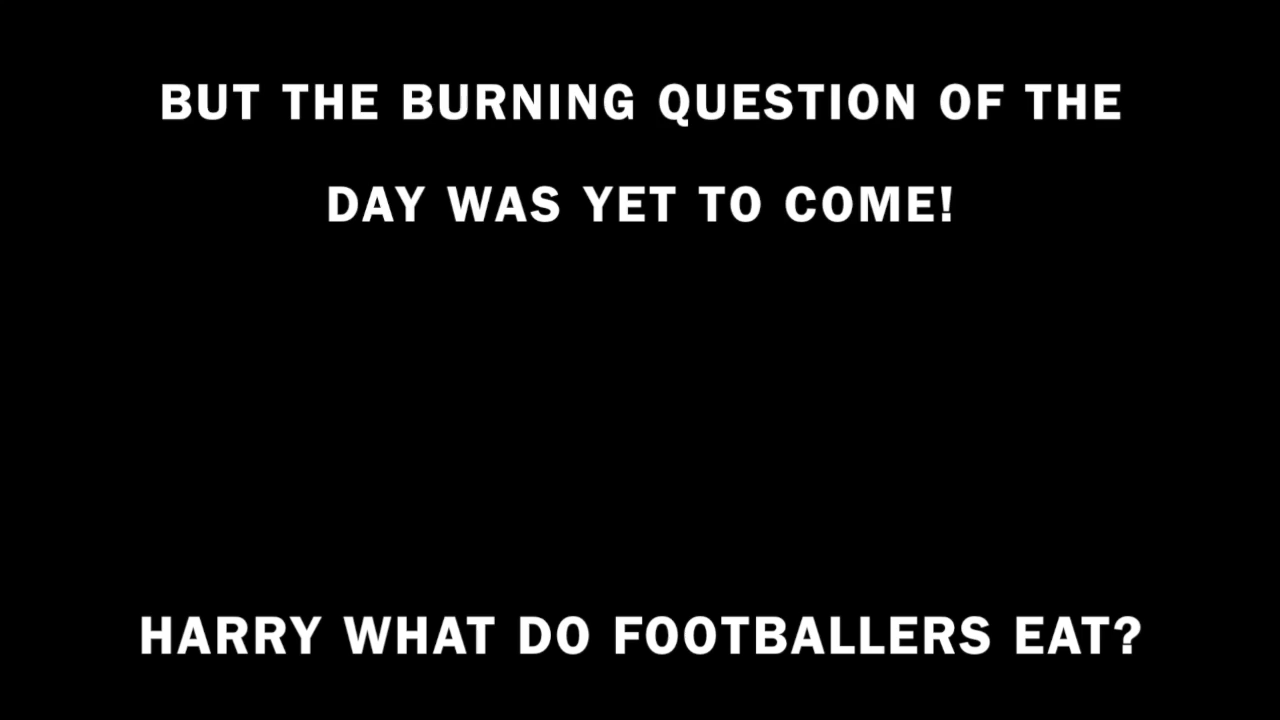 BUT THE BURNING QUESTION OF THE
DAY WAS YET TO COME!
HARRY WHAT DO FOOTBALLERS EAT?